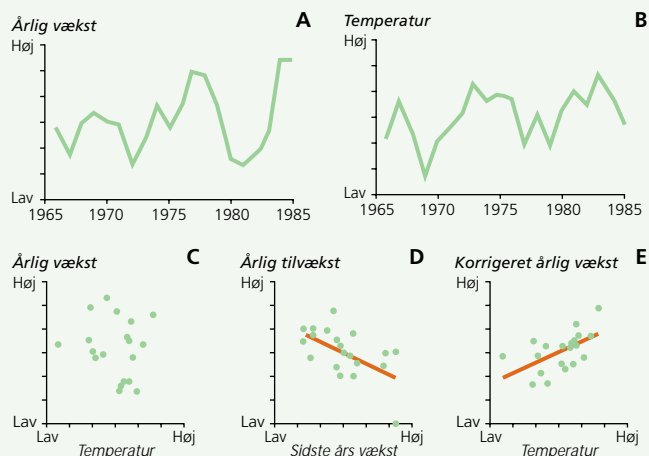 Årlig vækst A
Høj
Lav
1965 1970 1975 1980 1985
Temperatur B
Høj
Lav
1965 1970 1975 1980 1985
Årlig vækst C
Høj
Lav
Lav Høj
Temperatur
Årlig tilvækst D
Høj
Lav
Lav Høj
Sidste års vækst
Korrigeret årlig vækst E
Høj
Lav
Lav Høj
Temperatur